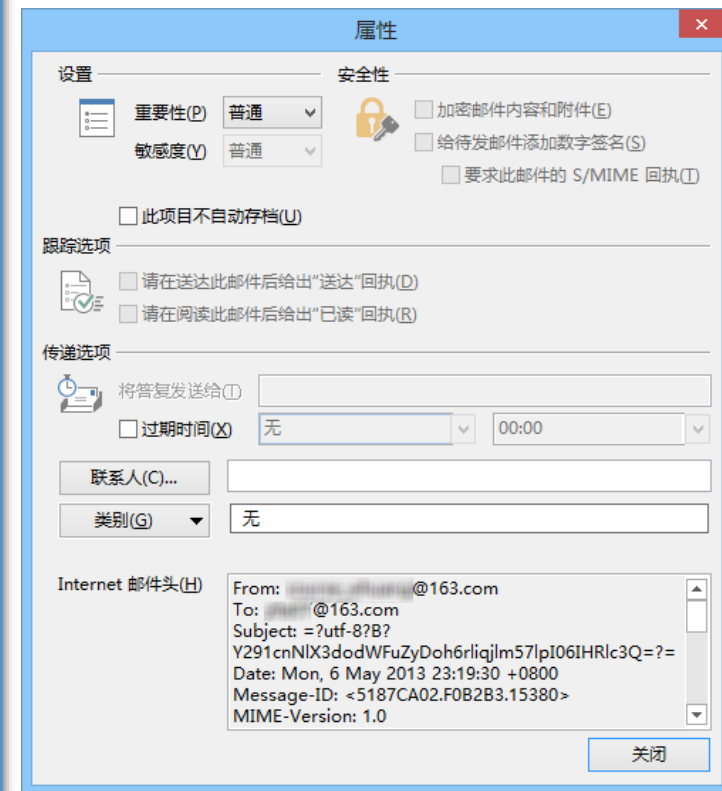 属性
设置
安全性
重要性(P) 普通
敏感度(Y) 普通
加密邮件内容和附件(E)
给待发邮件添加数字签名(S)
要求此邮件的 S/MIME 回执(T)
此项目不自动存档(U)
跟踪选项
请在送达此邮件后给出“送达”回执(D)
请在阅读此邮件后给出“已读”回执(R)
传递选项
将答复发送给(T)
过期时间(X) 无 00:00
联系人(C)...
类别(G) 无
Internet 邮件头(H)
From: @163.com
To: @163.com
Subject: =?utf-8?B?
Y291cnNlX3dodWFuZyDoh6rliqjlm57lpI06IHRlc3Q=?=
Date: Mon, 6 May 2013 23:19:30 +0800
Message-ID: <5187CA02.F0B2B3.15380>
MIME-Version: 1.0
关闭